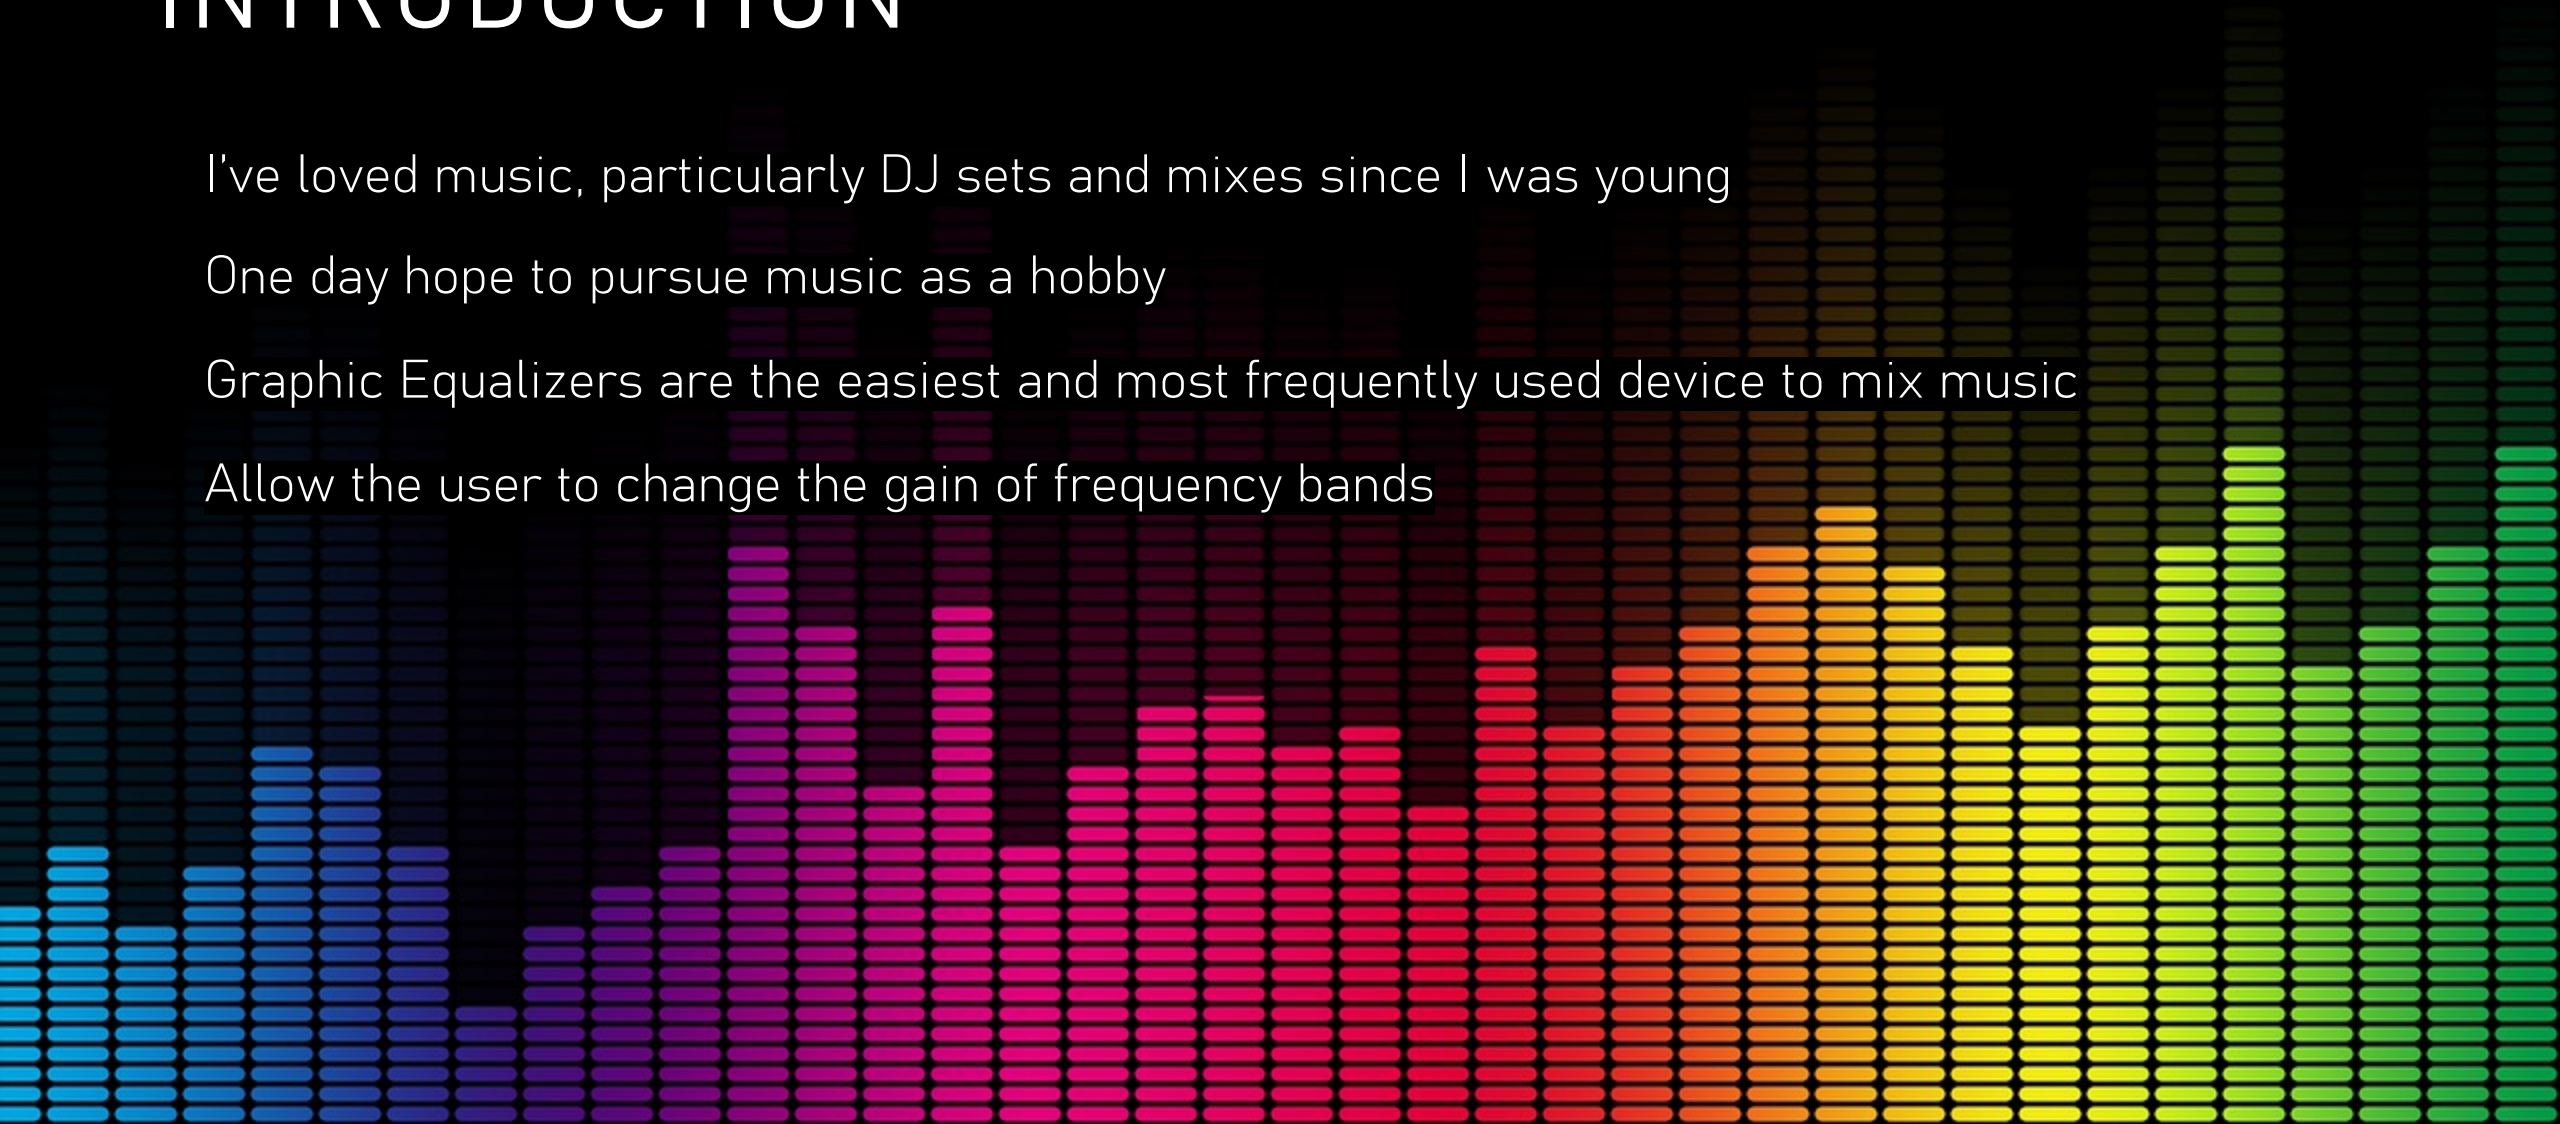 INTRODUCTION
I've loved music, particularly DJ sets and mixes since I was young
One day hope to pursue music as a hobby
Graphic Equalizers are the easiest and most frequently used device to mix music
Allow the user to change the gain of frequency bands